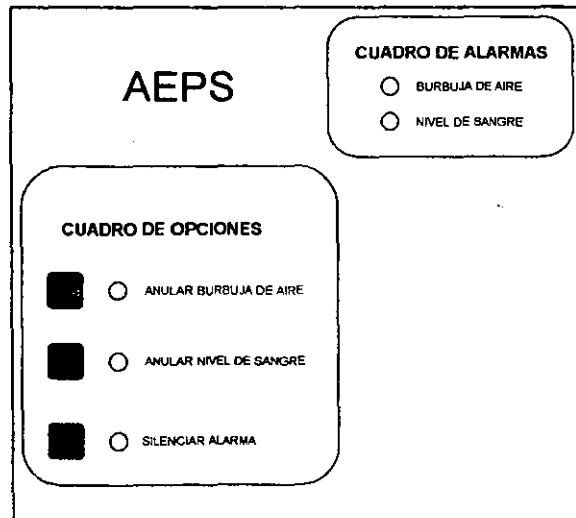 AEPS
CUADRO DE ALARMAS
BURBUJA DE AIRE
NIVEL DE SANGRE
CUADRO DE OPCIONES
ANULAR BURBUJA DE AIRE
ANULAR NIVEL DE SANGRE
SILENCIAR ALARMA